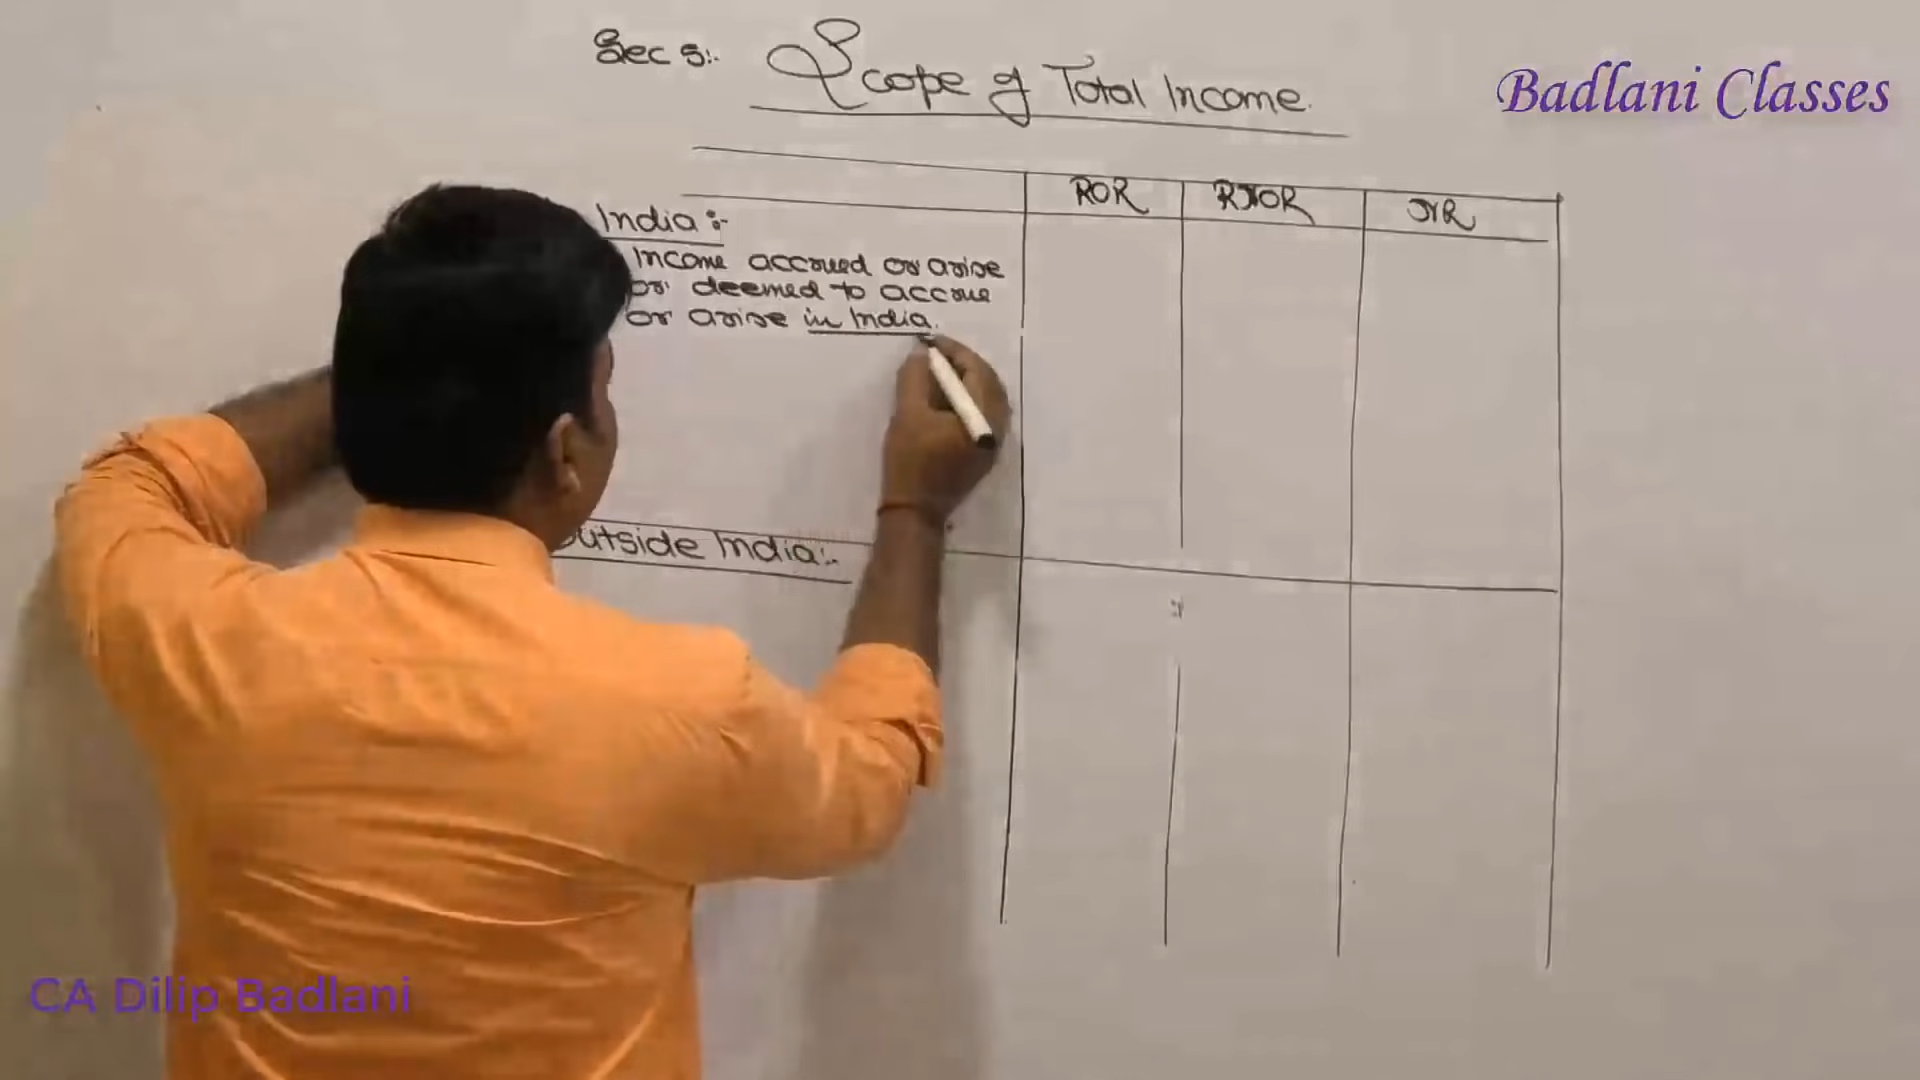 Sec 5:- Scope of Total Income.
Badlani Classes
ROR RNOR NR
India:-
Income accrued or arise
or deemed to accrue
or arise in India.
Outside India:-
CA Dilip Badlani